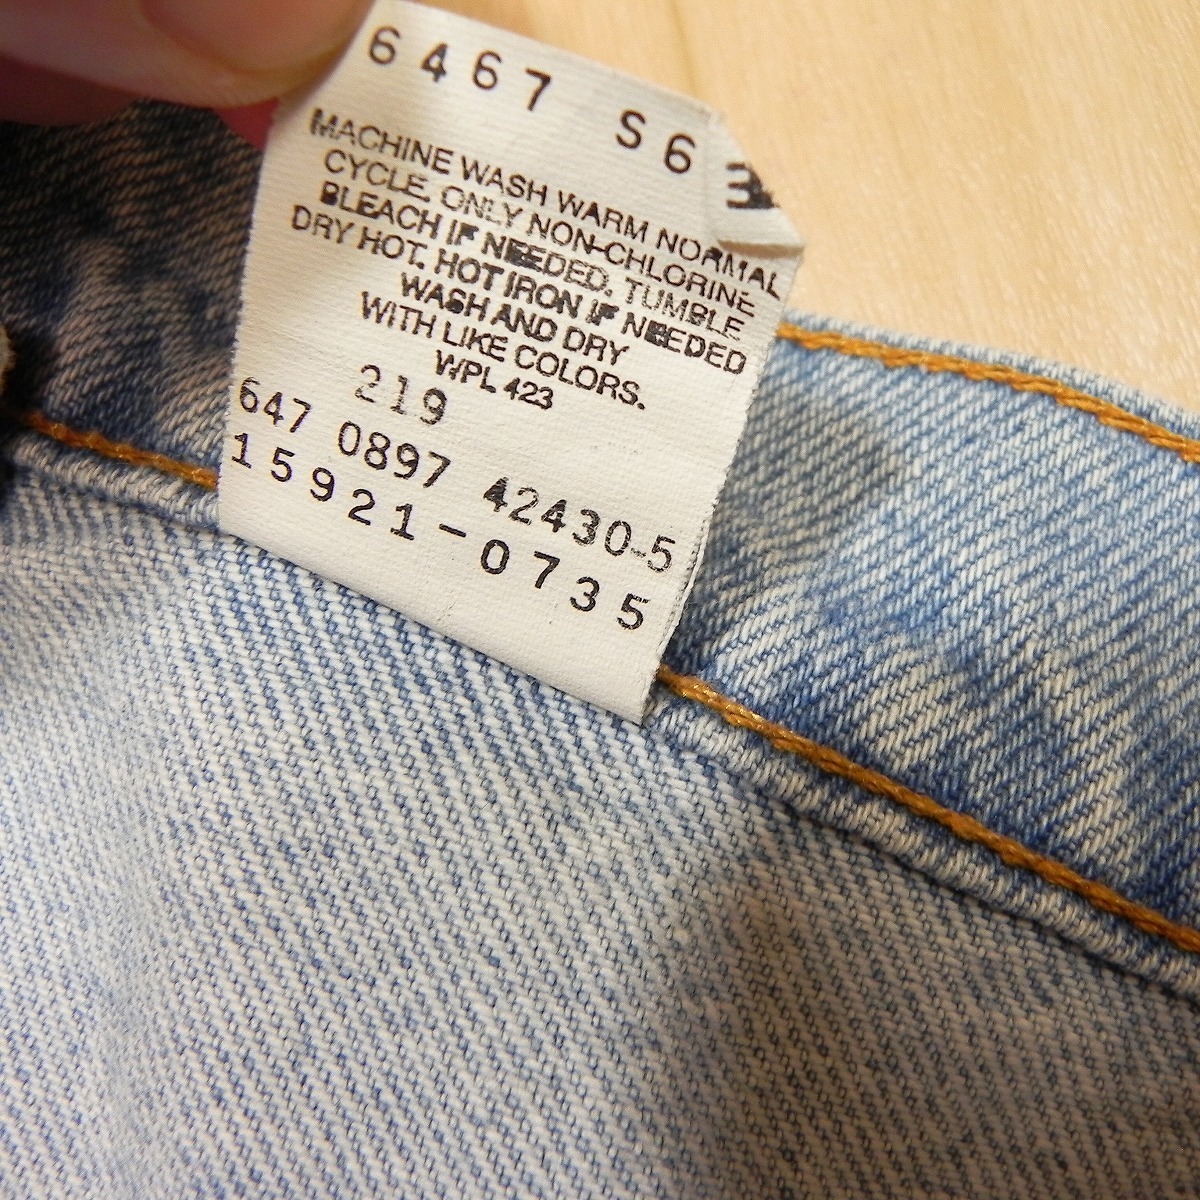 6467 S6
MACHINE WASH WARM NORMAL
CYCLE. ONLY NON-CHLORINE
BLEACH IF NEEDED. TUMBLE
DRY HOT. HOT IRON IF NEEDED
WASH AND DRY
WITH LIKE COLORS.
WPL 423
219
647 0897 42430-5
15921-0735